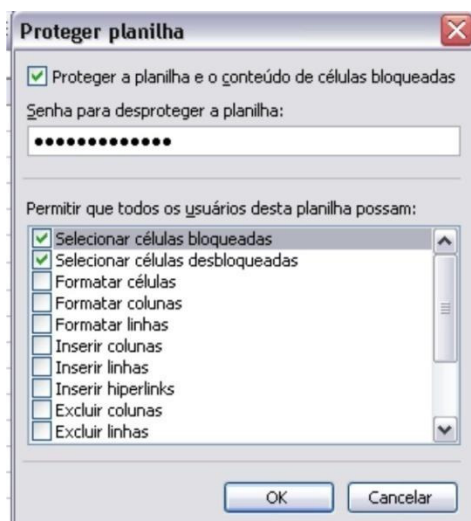 Proteger planilha
Proteger a planilha e o conteúdo de células bloqueadas
Senha para desproteger a planilha:
•••••••••••••
Permitir que todos os usuários desta planilha possam:
Selecionar células bloqueadas
Selecionar células desbloqueadas
Formatar células
Formatar colunas
Formatar linhas
Inserir colunas
Inserir linhas
Inserir hiperlinks
Excluir colunas
Excluir linhas
OK Cancelar